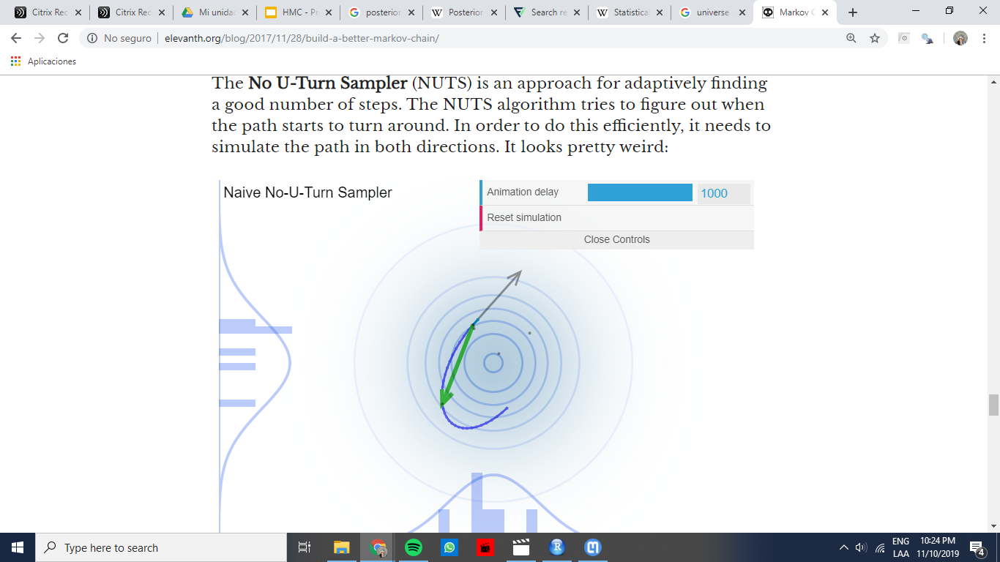 Citrix Rec
Citrix Rec
Mi unidad
HMC - Pr
posterior
Posterior
Search re
Statistical
universe
Markov C
No seguro
elevanth.org/blog/2017/11/28/build-a-better-markov-chain/
Aplicaciones
The No U-Turn Sampler (NUTS) is an approach for adaptively finding
a good number of steps. The NUTS algorithm tries to figure out when
the path starts to turn around. In order to do this efficiently, it needs to
simulate the path in both directions. It looks pretty weird:
Naive No-U-Turn Sampler
Animation delay 1000
Reset simulation
Close Controls
Type here to search
ENG 10:24 PM
LAA 11/10/2019
4